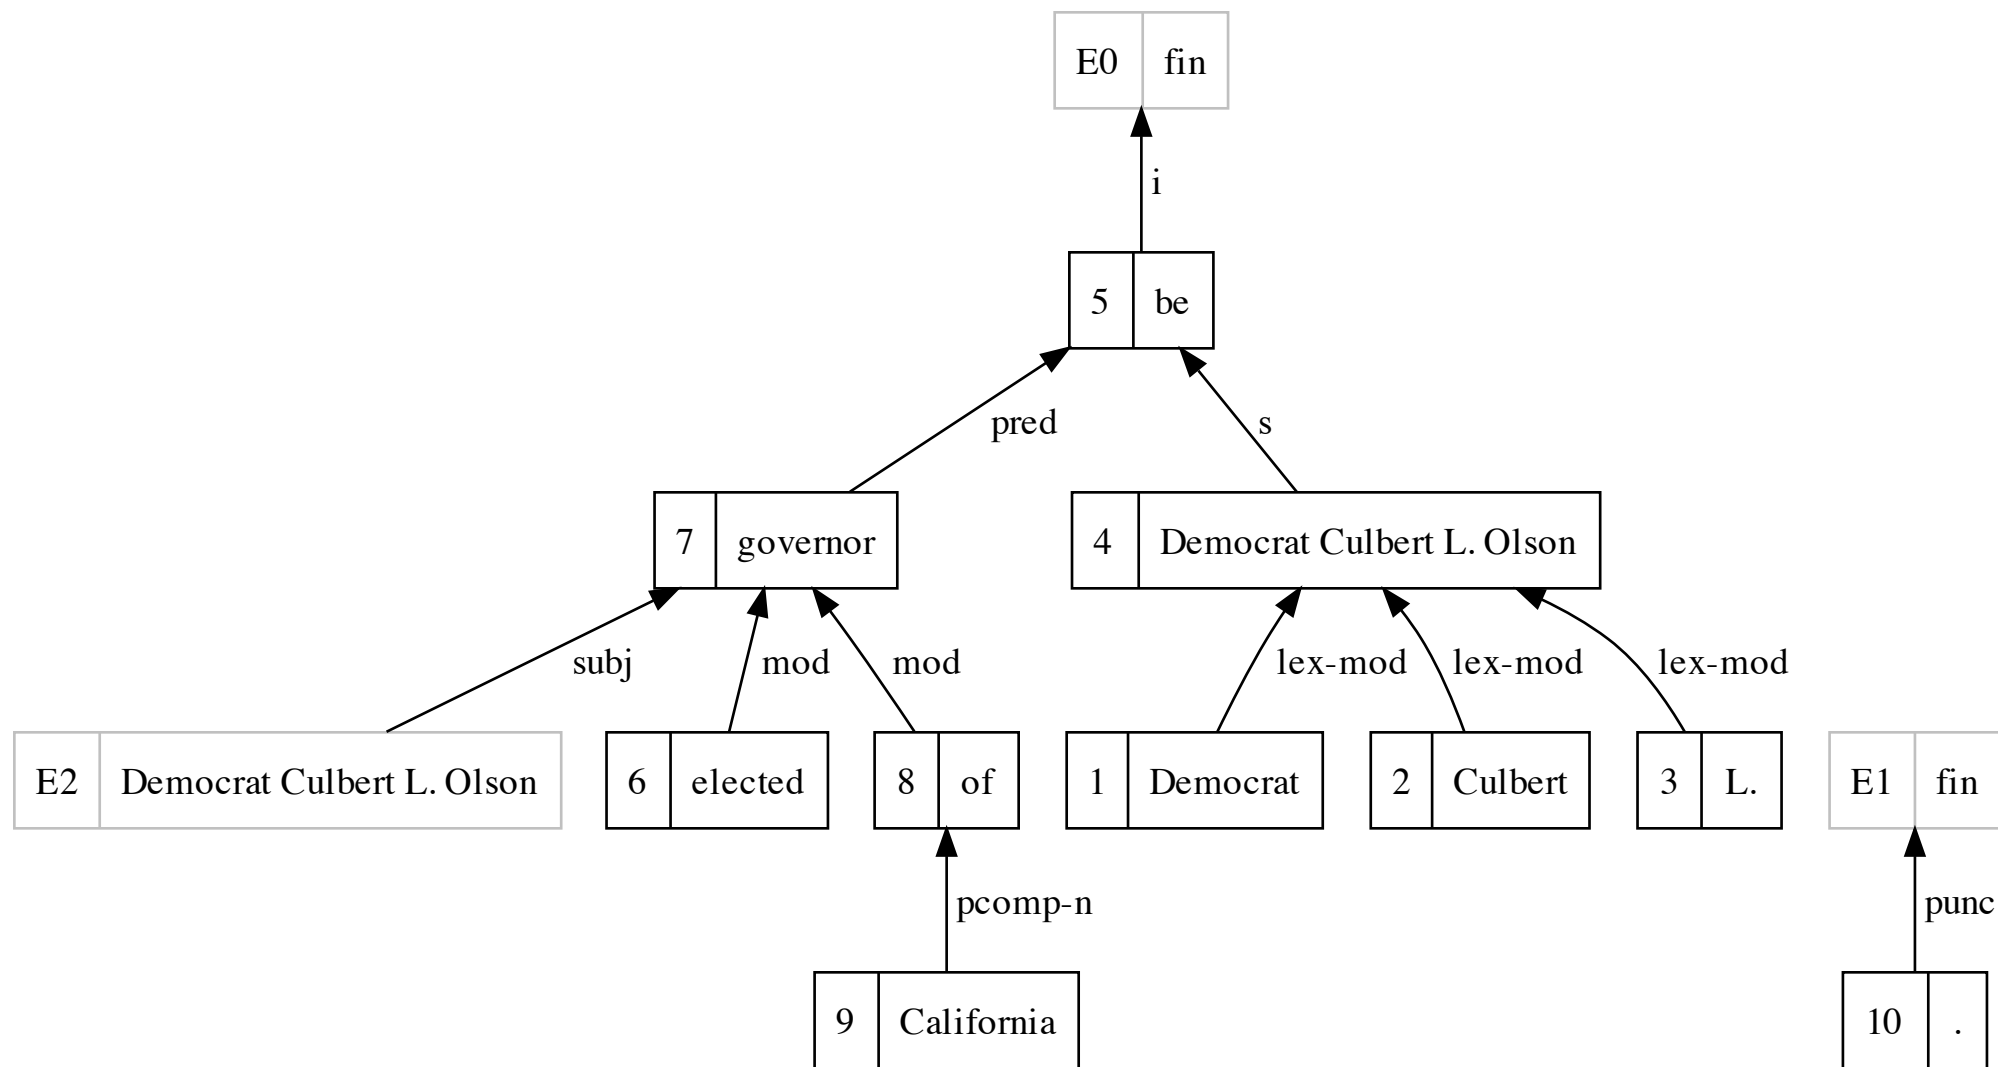 E0 fin
i
5 be
pred s
7 governor 4 Democrat Culbert L. Olson
subj mod mod lex-mod lex-mod lex-mod
E2 Democrat Culbert L. Olson 6 elected 8 of 1 Democrat 2 Culbert 3 L. E1 fin
pcomp-n punc
9 California 10 .